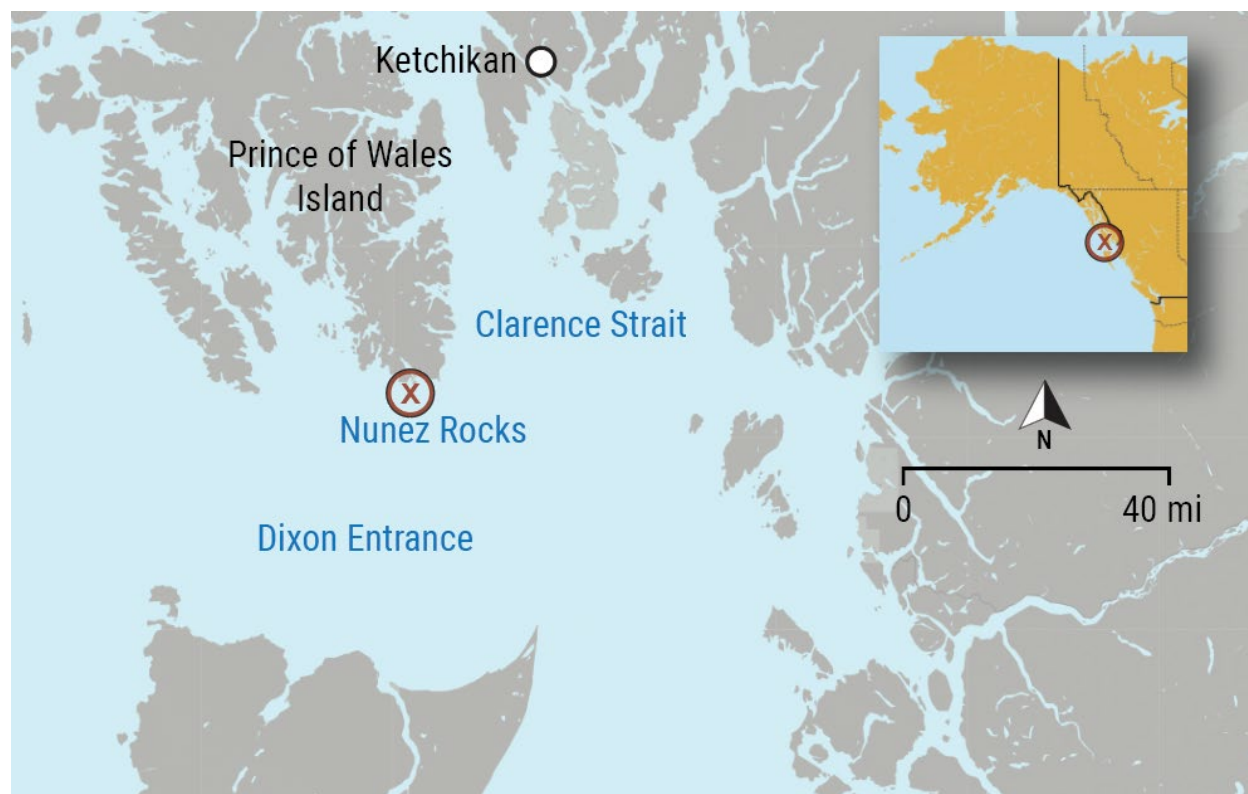 Ketchikan
Prince of Wales
Island
Clarence Strait
X
X
Nunez Rocks
N
0
40 mi
Dixon Entrance